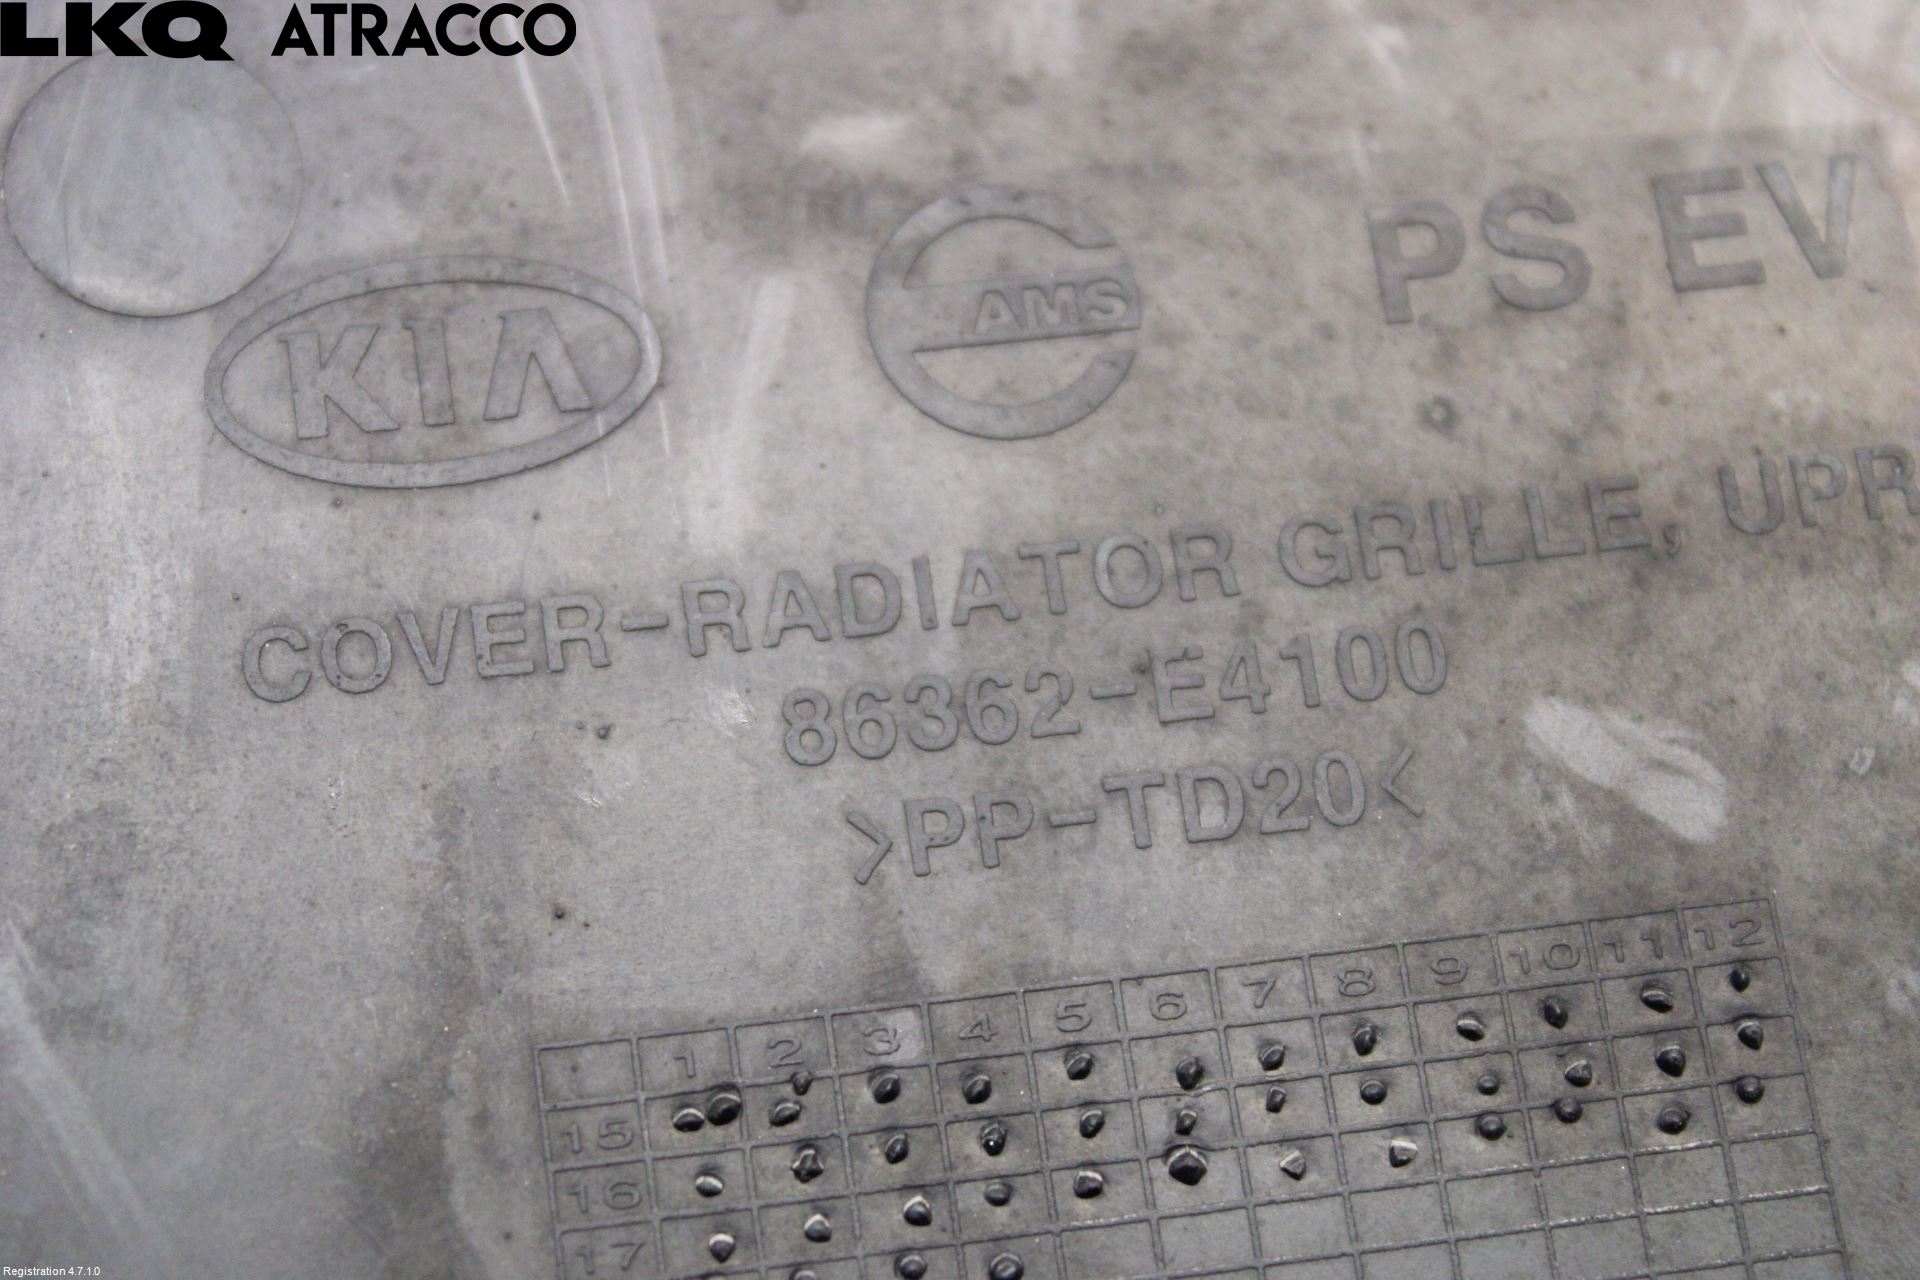 LKQ ATRACCO
KIA
AMS
PS EV
COVER-RADIATOR GRILLE, UPR
86362-E4100
>PP-TD20<
1 2 3 4 5 6 7 8 9 10 11 12
15
16
17
Registration 4.7.1.0